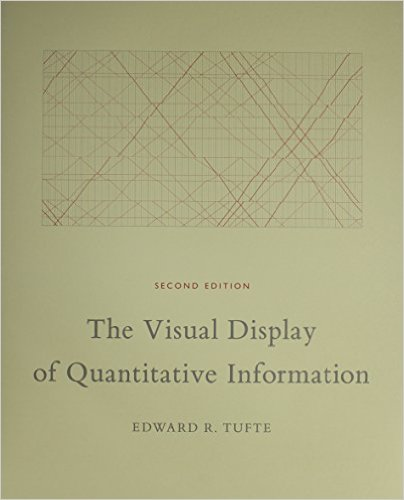 SECOND EDITION
The Visual Display
of Quantitative Information
EDWARD R. TUFTE